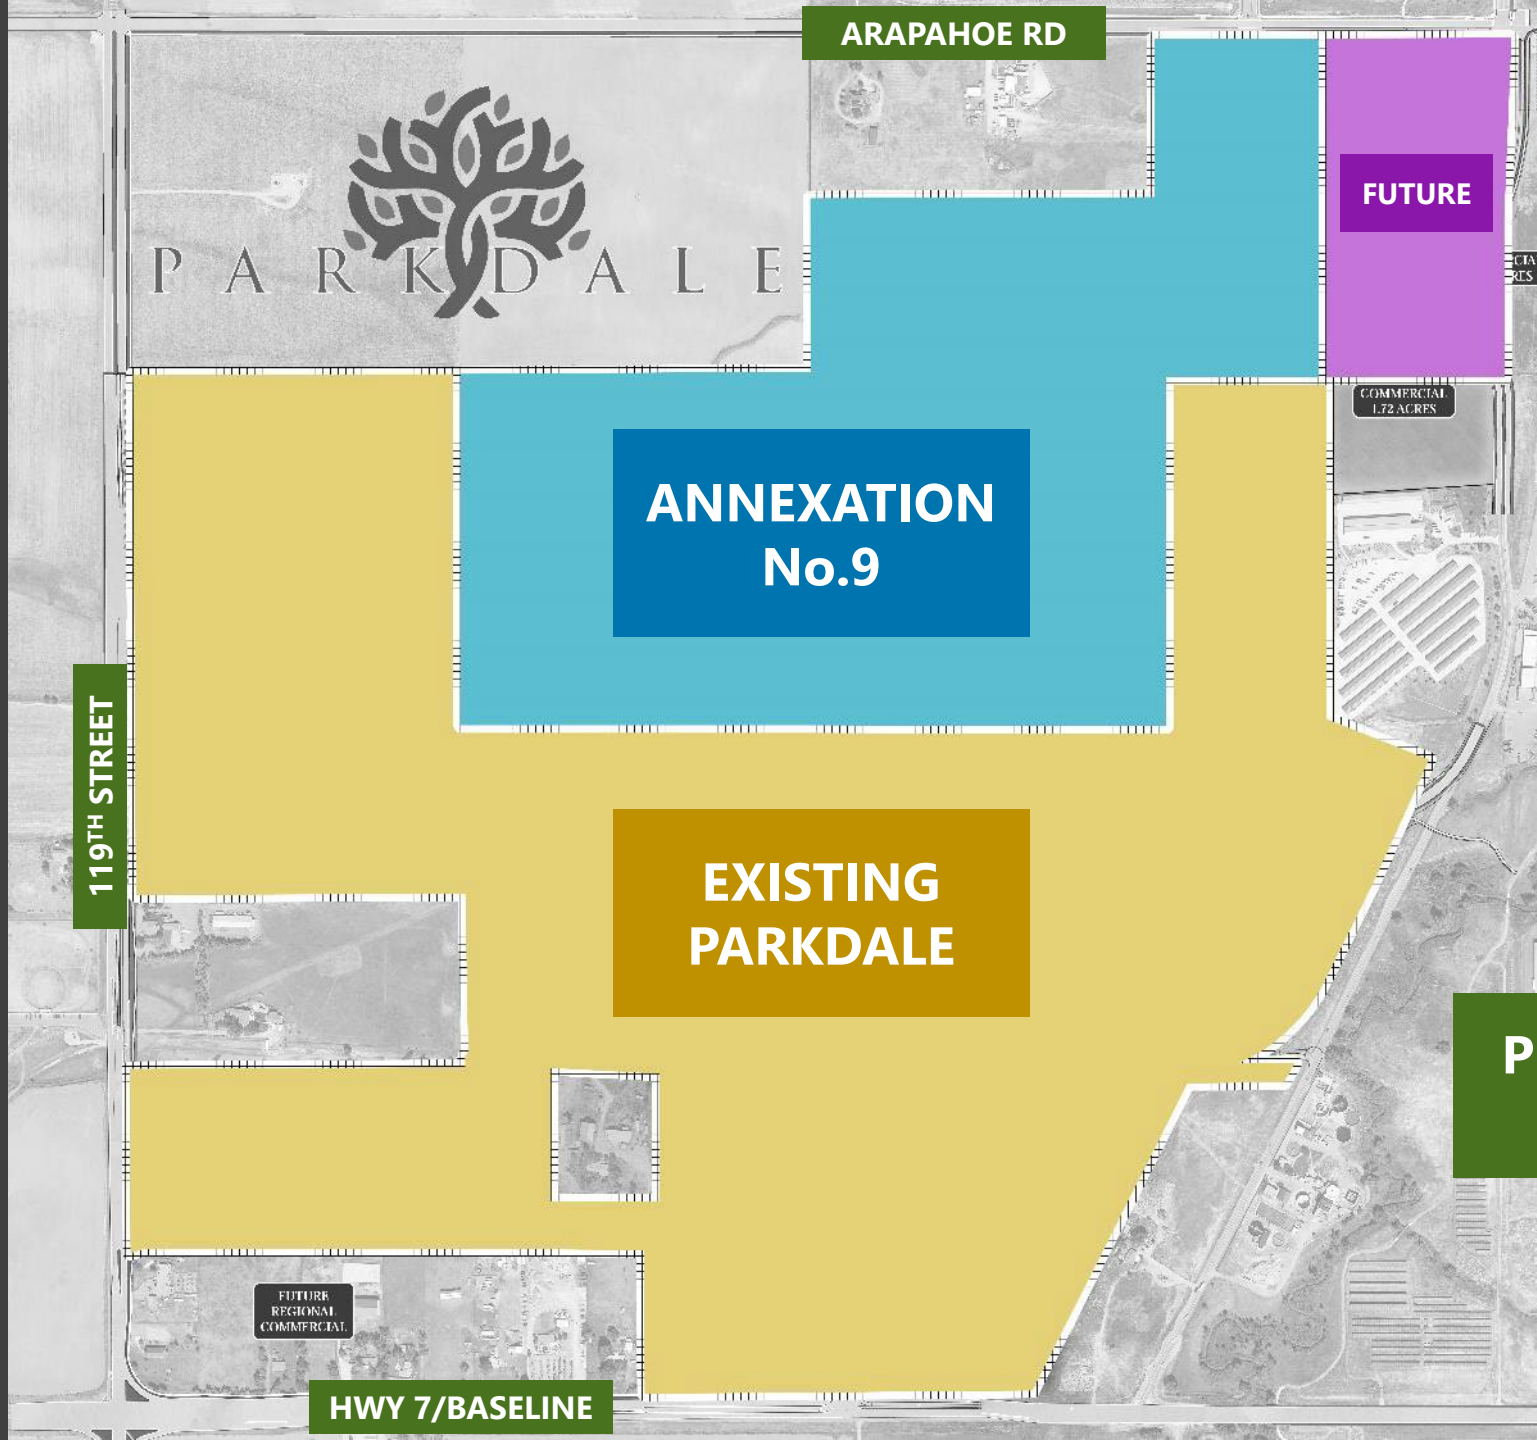 ARAPAHOE RD
FUTURE
PARKDALE
COMMERCIAL
1.72 ACRES
ANNEXATION
No.9
119TH STREET
EXISTING
PARKDALE
P
FUTURE
REGIONAL
COMMERCIAL
HWY 7/BASELINE